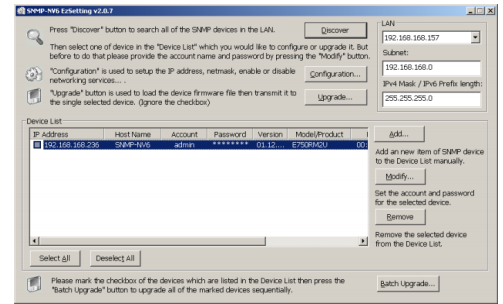 SNMP-NV6 EzSetting v2.0.7
Press "Discover" button to search all of the SNMP devices in the LAN.
Discover
Then select one of device in the "Device List" which you would like to configure or upgrade it. But
before to do that please provide the account name and password by pressing the "Modify" button.
"Configuration" is used to setup the IP address, netmask, enable or disable
networking services... .
Configuration...
"Upgrade" button is used to load the device firmware file then transmit it to
the single selected device. (Ignore the checkbox)
Upgrade...
LAN
192.168.168.157
Subnet:
192.168.168.0
IPv4 Mask / IPv6 Prefix length:
255.255.255.0
Device List
IP Address Host Name Account Password Version Model/Product
192.168.168.236 SNMP-NV6 admin ******** 01.12.... E750RM2U 00:
Add...
Add an new item of SNMP device
to the Device List manually.
Modify...
Set the account and password
for the selected device.
Remove
Remove the selected device
from the Device List.
Select All
Deselect All
Please mark the checkbox of the devices which are listed in the Device List then press the
"Batch Upgrade" button to upgrade all of the marked devices sequentially.
Batch Upgrade...